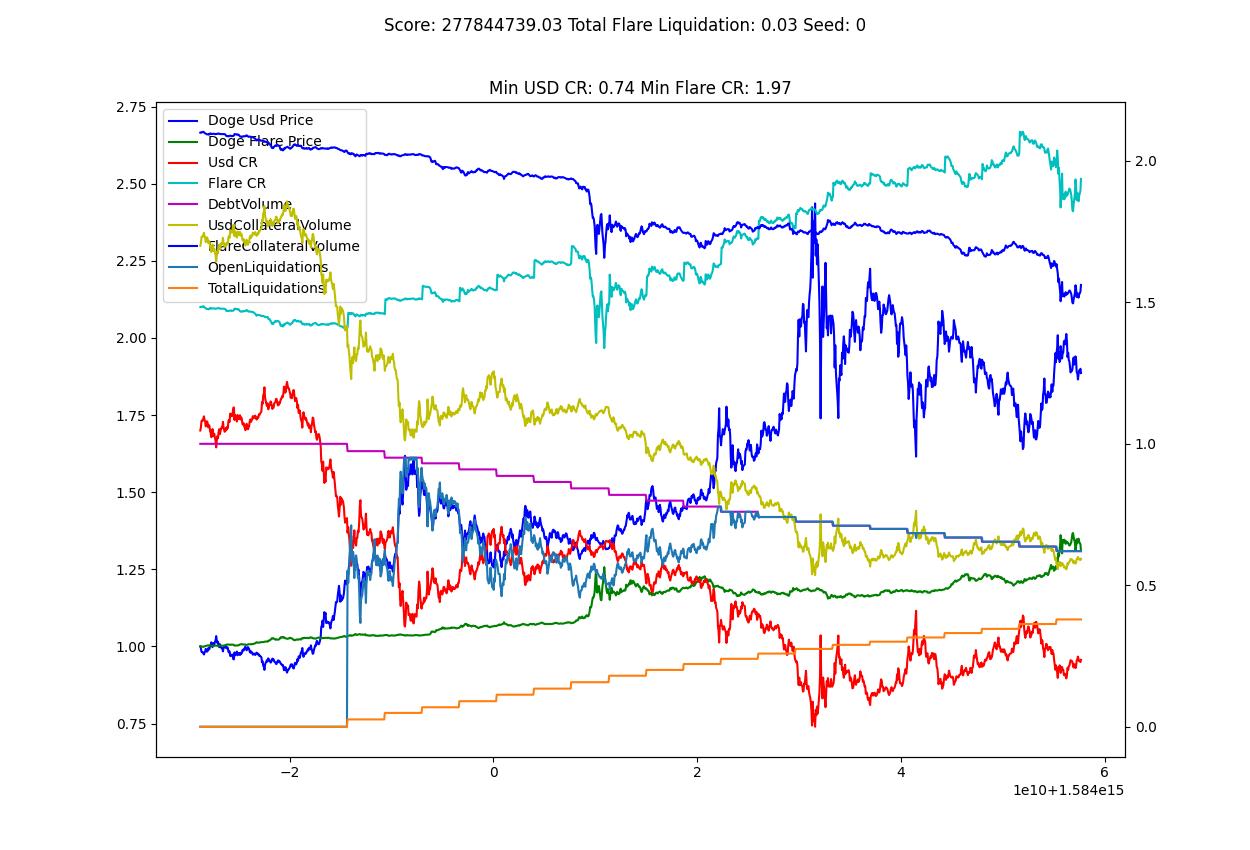 Score: 277844739.03 Total Flare Liquidation: 0.03 Seed: 0
Min USD CR: 0.74 Min Flare CR: 1.97
Doge Usd Price
Doge Flare Price
Usd CR
Flare CR
DebtVolume
UsdCollateralVolume
FlareCollateralVolume
OpenLiquidations
TotalLiquidations
2.75
2.50
2.25
2.00
1.75
1.50
1.25
1.00
0.75
2.0
1.5
1.0
0.5
0.0
−2
0
2
4
6
1e10+1.584e15